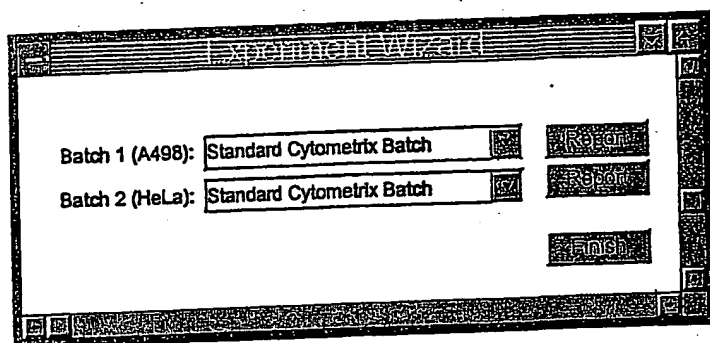 Experiment Wizard
Batch 1 (A498): Standard Cytometrix Batch Report
Batch 2 (HeLa): Standard Cytometrix Batch Report
Finish